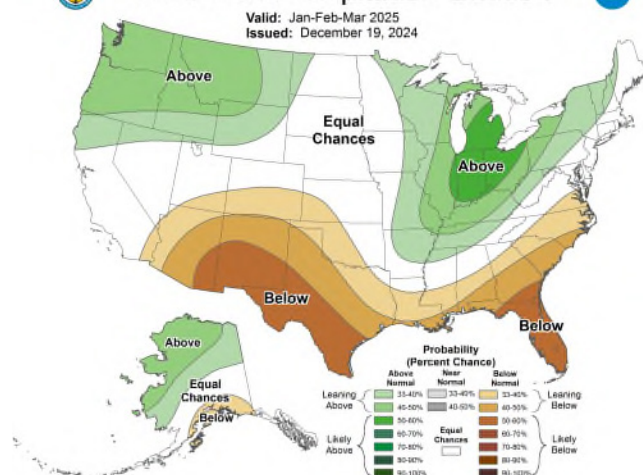 Valid: Jan-Feb-Mar 2025
Issued: December 19, 2024
Above
Equal
Chances
Above
Below
Below
Above
Equal
Chances
Below
Probability
(Percent Chance)
Above
Normal
Near
Normal
Below
Normal
Leaning
Above
33-40%
33-40%
33-40%
Leaning
Below
40-50%
40-50%
40-50%
Likely
Above
50-60%
50-60%
Likely
Below
60-70%
Equal
Chances
60-70%
70-80%
70-80%
80-90%
80-90%
90-100%
90-100%